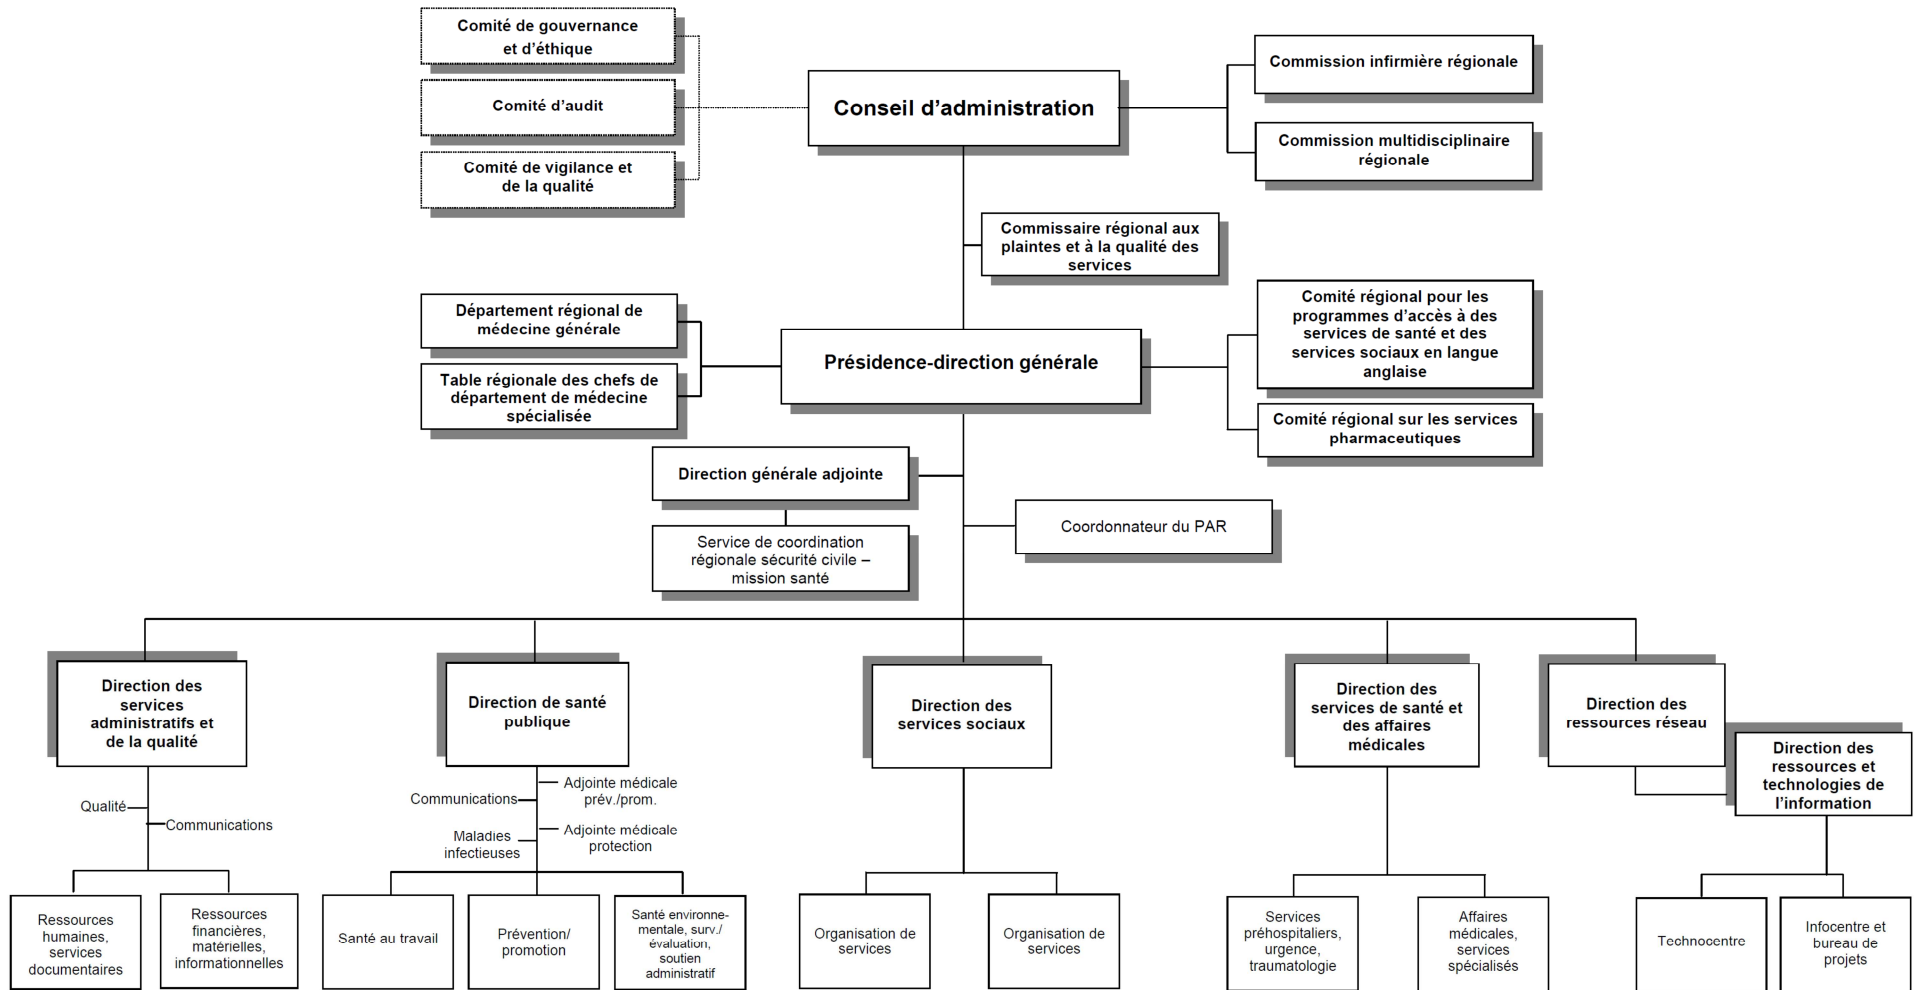 Comité de gouvernance
et d'éthique
Comité d'audit
Comité de vigilance et
de la qualité
Conseil d'administration
Commission infirmière régionale
Commission multidisciplinaire
régionale
Commissaire régional aux
plaintes et à la qualité des
services
Département régional de
médecine générale
Table régionale des chefs de
département de médecine
spécialisée
Présidence-direction générale
Comité régional pour les
programmes d'accès à des
services de santé et des
services sociaux en langue
anglaise
Comité régional sur les services
pharmaceutiques
Direction générale adjointe
Service de coordination
régionale sécurité civile –
mission santé
Coordonnateur du PAR
Direction des
services
administratifs et
de la qualité
Qualité
Communications
Ressources
humaines,
services
documentaires
Ressources
financières,
matérielles,
informationnelles
Direction de santé
publique
Adjointe médicale
prév./prom.
Communications
Adjointe médicale
protection
Maladies
infectieuses
Santé au travail
Prévention/
promotion
Santé environne-
mentale, surv./
évaluation,
soutien
administratif
Direction des
services sociaux
Organisation de
services
Organisation de
services
Direction des
services de santé et
des affaires
médicales
Services
préhospitaliers,
urgence,
traumatologie
Affaires
médicales,
services
spécialisés
Direction des
ressources réseau
Direction des
ressources et
technologies de
l'information
Technocentre
Infocentre et
bureau de
projets